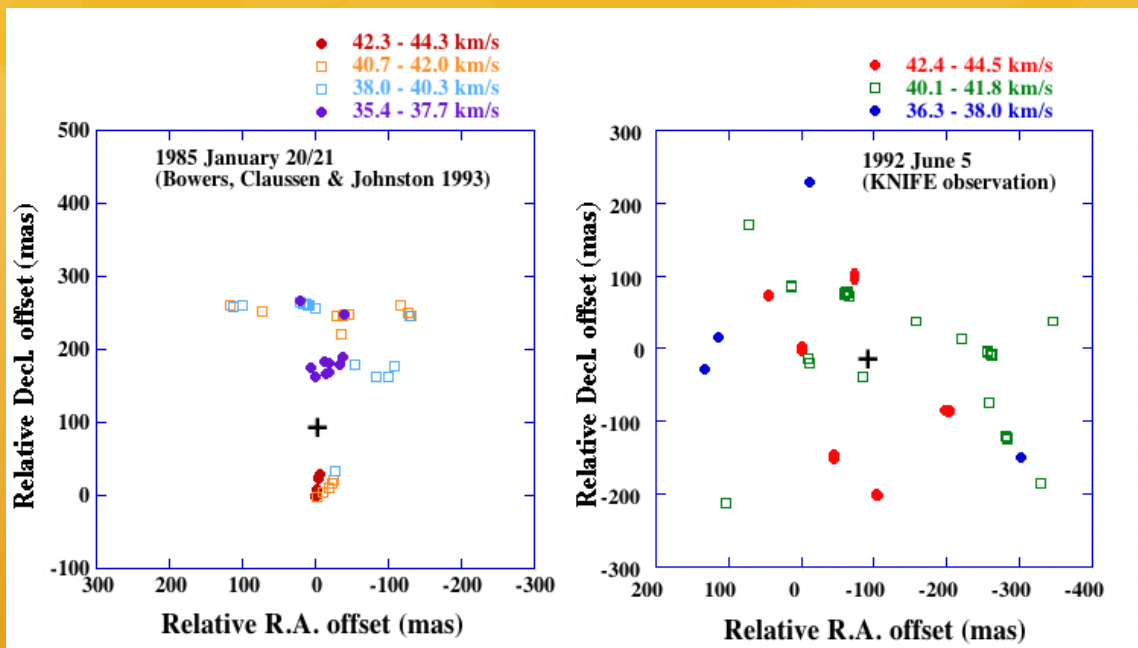 42.3 - 44.3 km/s
40.7 - 42.0 km/s
38.0 - 40.3 km/s
35.4 - 37.7 km/s
500
400
300
200
100
0
-100
1985 January 20/21
(Bowers, Claussen & Johnston 1993)
Relative Decl. offset (mas)
300
200
100
0
-100
-200
-300
Relative R.A. offset (mas)
42.4 - 44.5 km/s
40.1 - 41.8 km/s
36.3 - 38.0 km/s
300
200
100
0
-100
-200
-300
1992 June 5
(KNIFE observation)
Relative Decl. offset (mas)
200
100
0
-100
-200
-300
-400
Relative R.A. offset (mas)